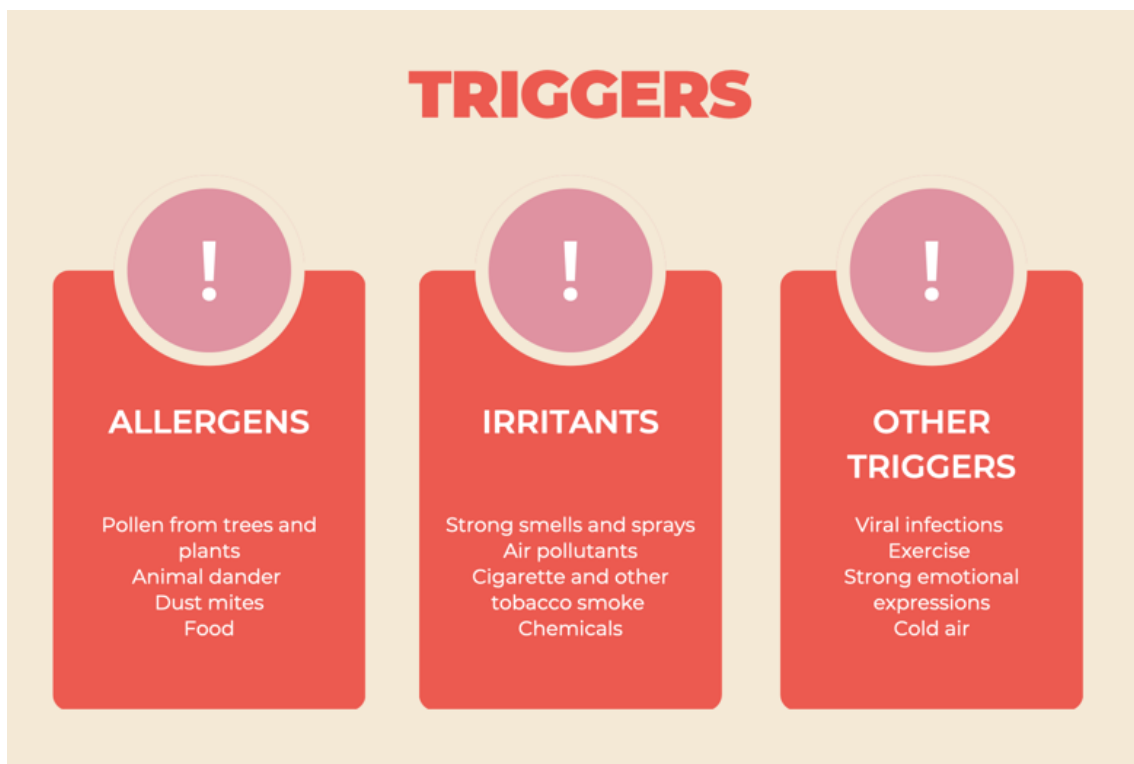 TRIGGERS
!
!
!
ALLERGENS
Pollen from trees and
plants
Animal dander
Dust mites
Food
IRRITANTS
Strong smells and sprays
Air pollutants
Cigarette and other
tobacco smoke
Chemicals
OTHER
TRIGGERS
Viral infections
Exercise
Strong emotional
expressions
Cold air